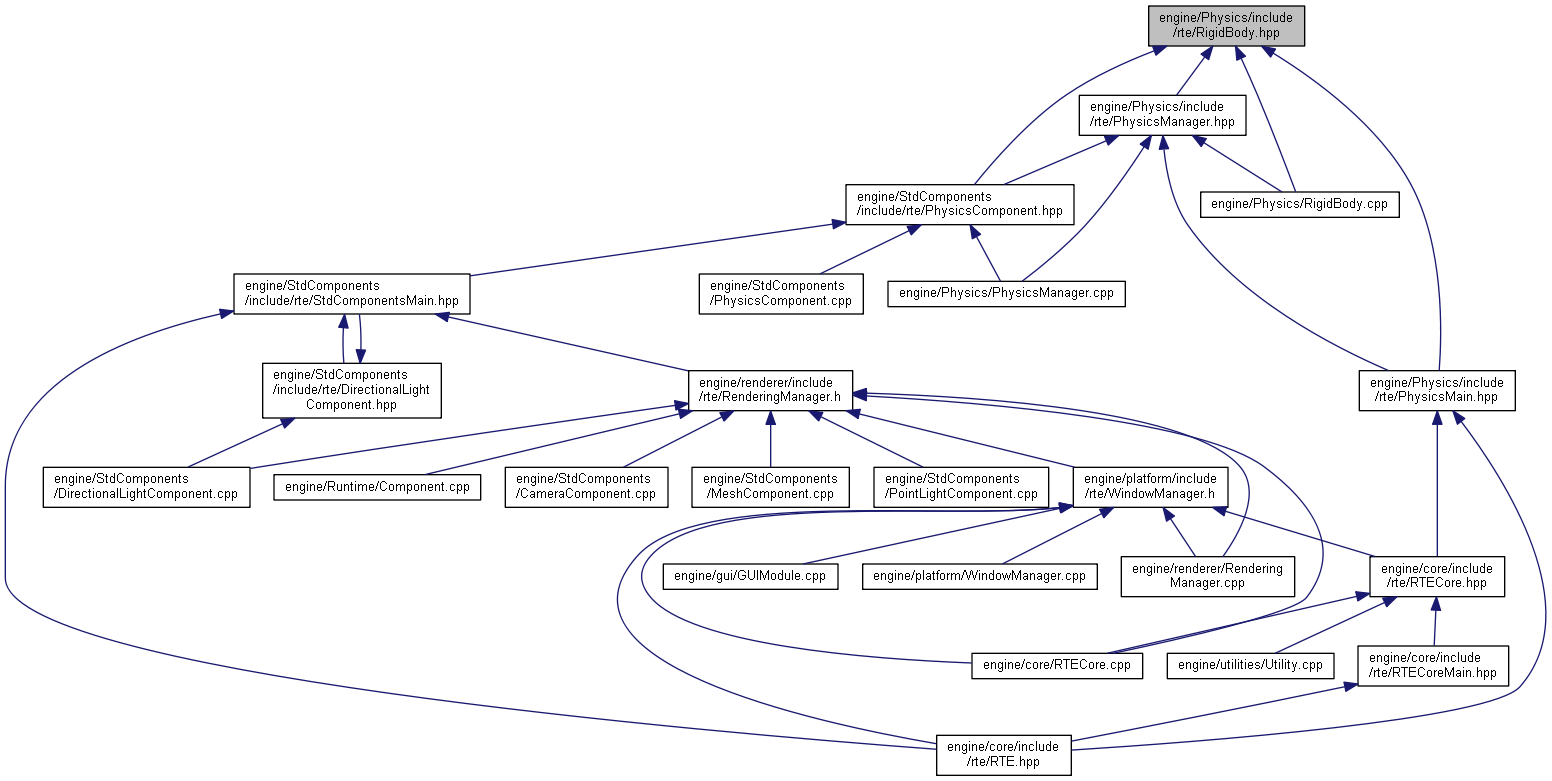 engine/Physics/include
/rte/RigidBody.hpp
engine/Physics/include
/rte/PhysicsManager.hpp
engine/StdComponents
/include/rte/PhysicsComponent.hpp
engine/Physics/RigidBody.cpp
engine/StdComponents
/include/rte/StdComponentsMain.hpp
engine/StdComponents
/PhysicsComponent.cpp
engine/Physics/PhysicsManager.cpp
engine/StdComponents
/include/rte/DirectionalLight
Component.hpp
engine/renderer/include
/rte/RenderingManager.h
engine/Physics/include
/rte/PhysicsMain.hpp
engine/StdComponents
/DirectionalLightComponent.cpp
engine/Runtime/Component.cpp
engine/StdComponents
/CameraComponent.cpp
engine/StdComponents
/MeshComponent.cpp
engine/StdComponents
/PointLightComponent.cpp
engine/platform/include
/rte/WindowManager.h
engine/gui/GUIModule.cpp
engine/platform/WindowManager.cpp
engine/renderer/Rendering
Manager.cpp
engine/core/include
/rte/RTECore.hpp
engine/core/RTECore.cpp
engine/utilities/Utility.cpp
engine/core/include
/rte/RTECoreMain.hpp
engine/core/include
/rte/RTE.hpp